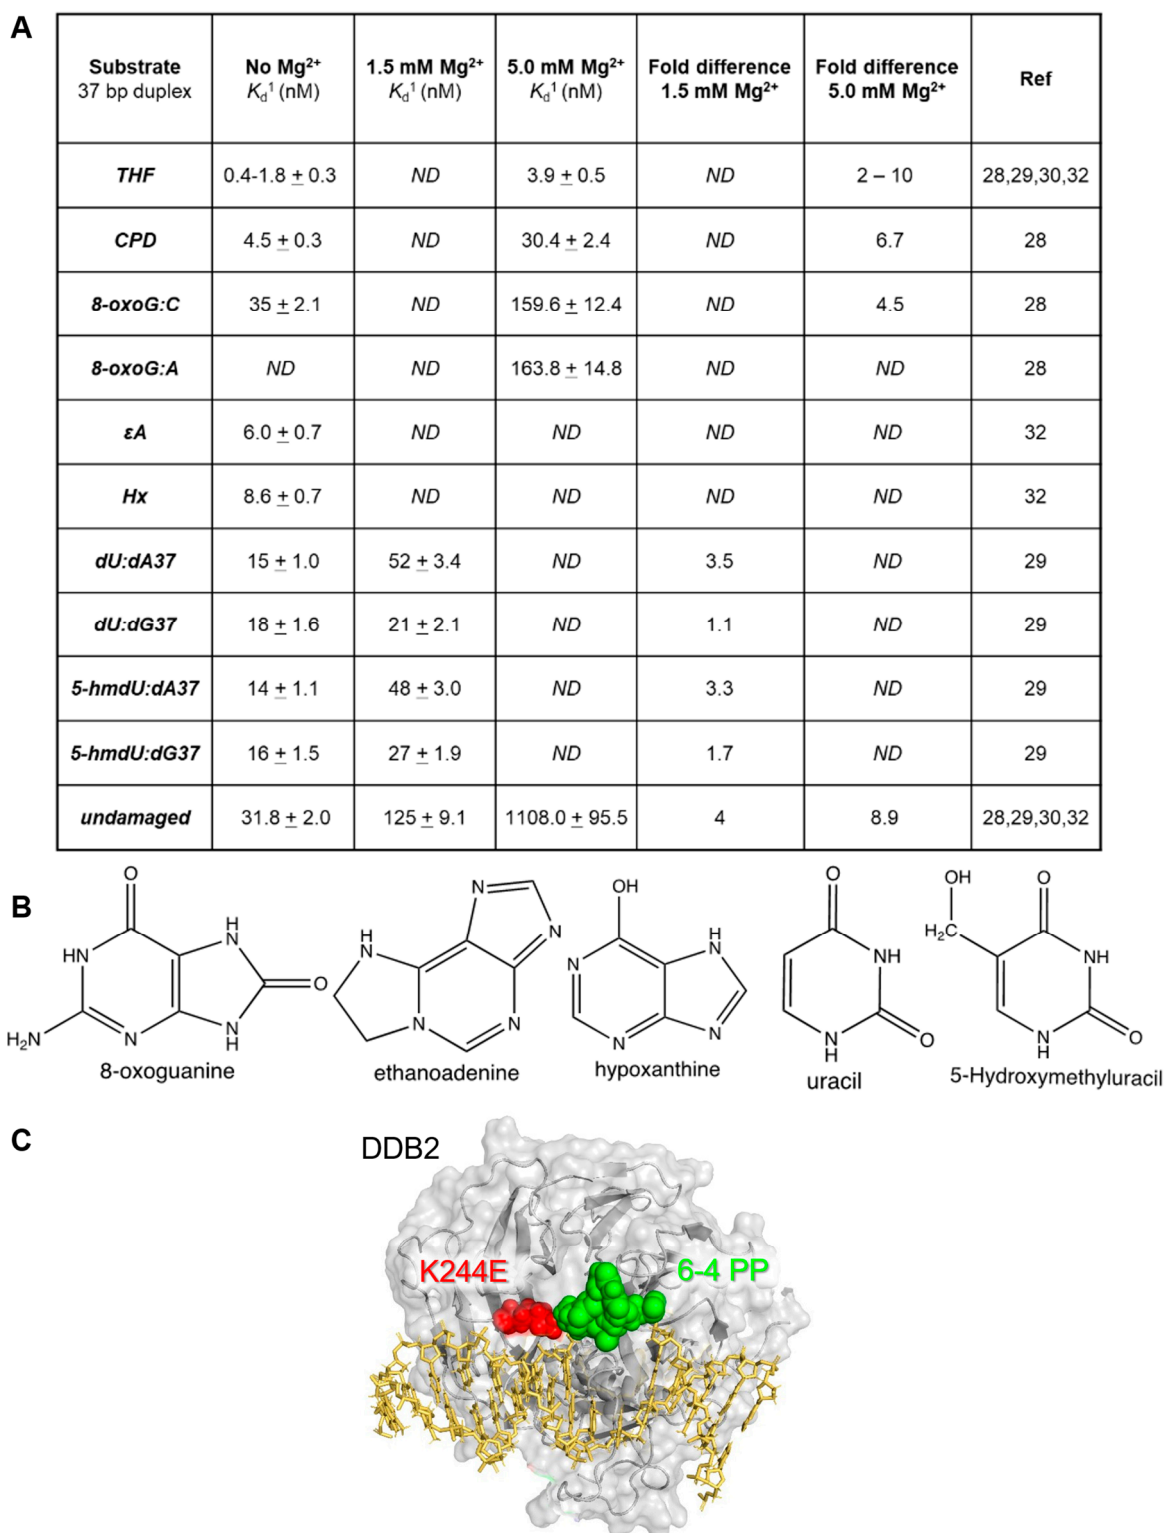 A
Substrate No Mg²⁺ 1.5 mM Mg²⁺ 5.0 mM Mg²⁺ Fold difference Fold difference Ref
37 bp duplex Kd¹ (nM) Kd¹ (nM) Kd¹ (nM) 1.5 mM Mg²⁺ 5.0 mM Mg²⁺
THF 0.4-1.8 ± 0.3 ND 3.9 ± 0.5 ND 2 – 10 28,29,30,32
CPD 4.5 ± 0.3 ND 30.4 ± 2.4 ND 6.7 28
8-oxoG:C 35 ± 2.1 ND 159.6 ± 12.4 ND 4.5 28
8-oxoG:A ND ND 163.8 ± 14.8 ND ND 28
εA 6.0 ± 0.7 ND ND ND ND 32
Hx 8.6 ± 0.7 ND ND ND ND 32
dU:dA37 15 ± 1.0 52 ± 3.4 ND 3.5 ND 29
dU:dG37 18 ± 1.6 21 ± 2.1 ND 1.1 ND 29
5-hmdU:dA37 14 ± 1.1 48 ± 3.0 ND 3.3 ND 29
5-hmdU:dG37 16 ± 1.5 27 ± 1.9 ND 1.7 ND 29
undamaged 31.8 ± 2.0 125 ± 9.1 1108.0 ± 95.5 4 8.9 28,29,30,32
B
O HN H N O N H N H₂N
8-oxoguanine
H N N N N N
ethanoadenine
OH N H N N N
hypoxanthine
O NH N H O
uracil
OH H₂C O NH N H O
5-Hydroxymethyluracil
C
DDB2
K244E
6-4 PP